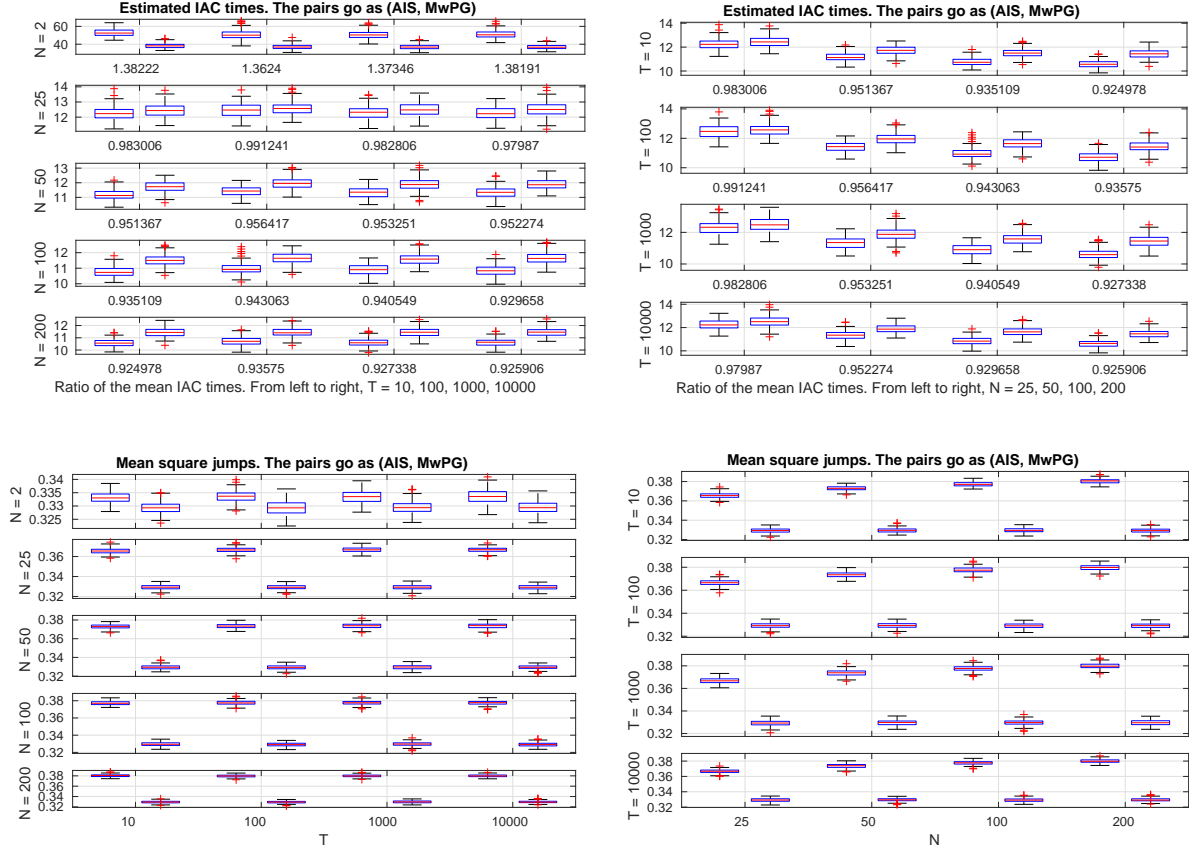 Estimated IAC times. The pairs go as (AIS, MwPG)
N = 2
60
40
1.38222 1.3624 1.37346 1.38191
N = 25
14
13
12
0.983006 0.991241 0.982806 0.97987
N = 50
13
12
11
0.951367 0.956417 0.953251 0.952274
N = 100
12
11
10
0.935109 0.943063 0.940549 0.929658
N = 200
12
11
10
0.924978 0.93575 0.927338 0.925906
Ratio of the mean IAC times. From left to right, T = 10, 100, 1000, 10000
Estimated IAC times. The pairs go as (AIS, MwPG)
T = 10
14
12
10
0.983006 0.951367 0.935109 0.924978
T = 100
14
12
10
0.991241 0.956417 0.943063 0.93575
T = 1000
12
10
0.982806 0.953251 0.940549 0.927338
T = 10000
14
12
10
0.97987 0.952274 0.929658 0.925906
Ratio of the mean IAC times. From left to right, N = 25, 50, 100, 200
Mean square jumps. The pairs go as (AIS, MwPG)
N = 2
0.34
0.335
0.33
0.325
N = 25
0.36
0.34
0.32
N = 50
0.38
0.36
0.34
0.32
N = 100
0.38
0.36
0.34
0.32
N = 200
0.38
0.36
0.34
0.32
10 100 1000 10000
T
Mean square jumps. The pairs go as (AIS, MwPG)
T = 10
0.38
0.36
0.34
0.32
T = 100
0.38
0.36
0.34
0.32
T = 1000
0.38
0.36
0.34
0.32
T = 10000
0.38
0.36
0.34
0.32
25 50 100 200
N